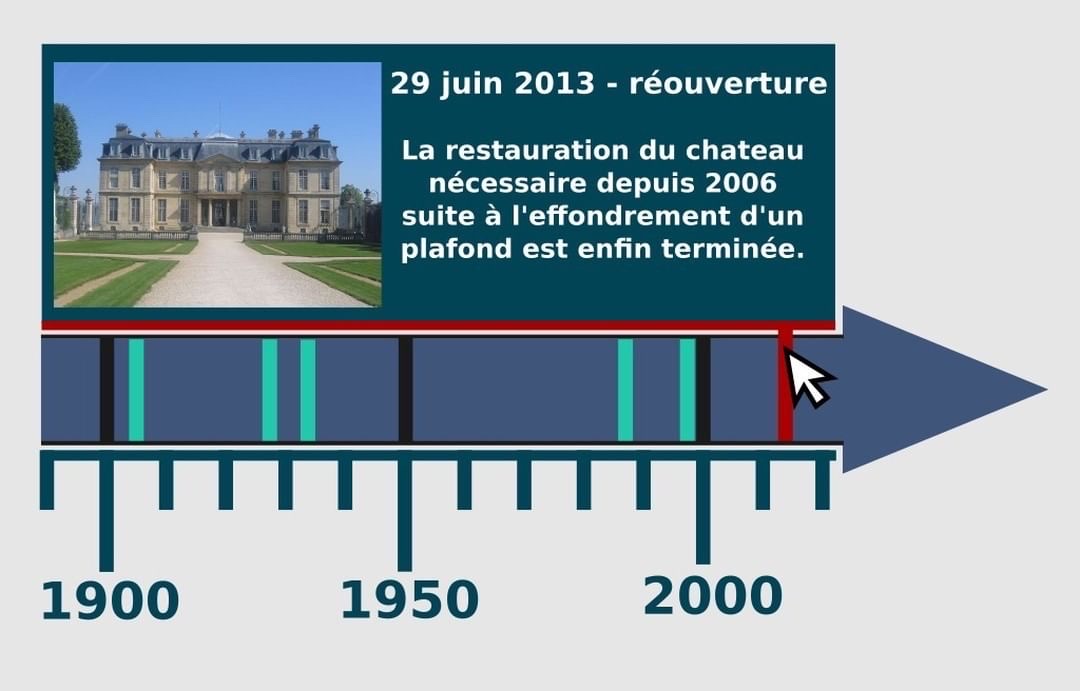 29 juin 2013 - réouverture
La restauration du chateau
nécessaire depuis 2006
suite à l'effondrement d'un
plafond est enfin terminée.
1900
1950
2000